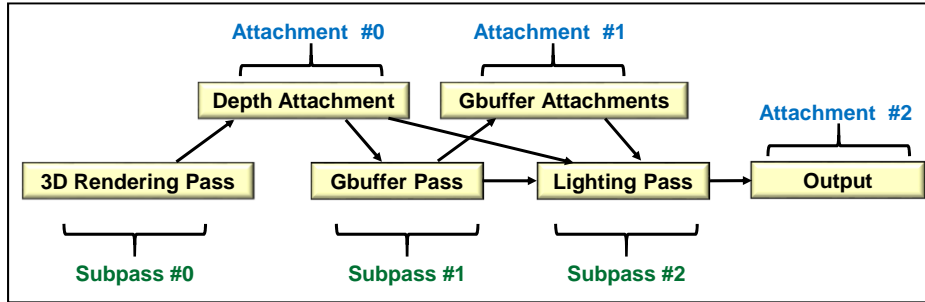 Attachment #0
Attachment #1
Depth Attachment
Gbuffer Attachments
Attachment #2
3D Rendering Pass
Gbuffer Pass
Lighting Pass
Output
Subpass #0
Subpass #1
Subpass #2